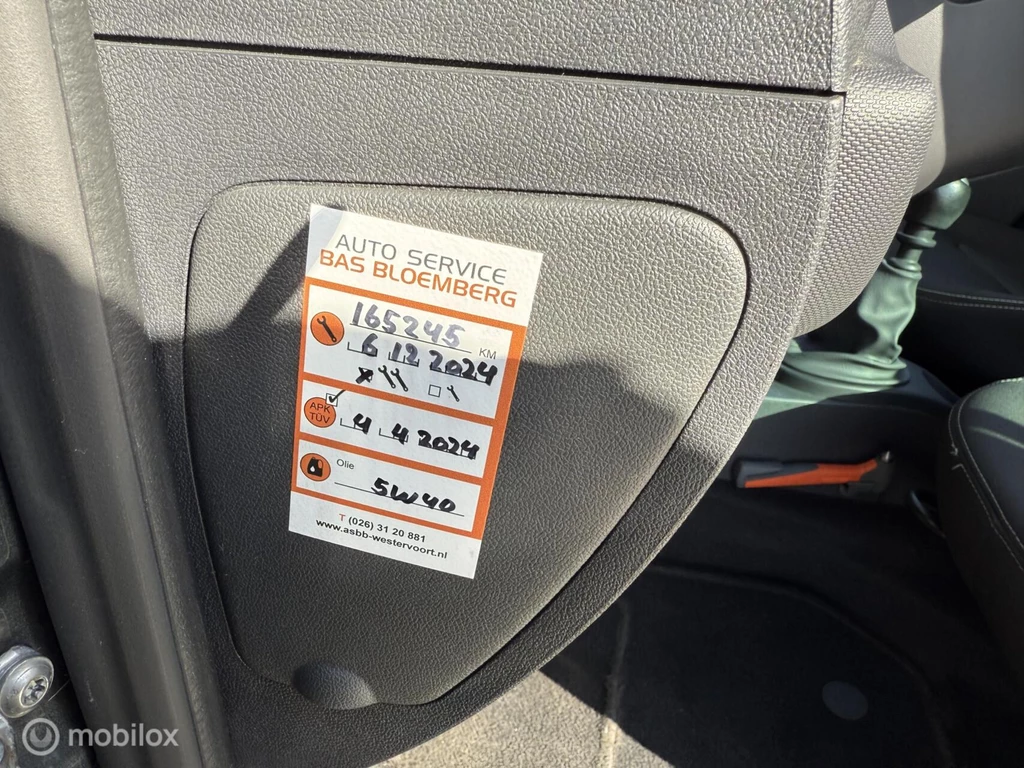 AUTO SERVICE
BAS BLOEMBERG
165245 KM
6 12 2024
APK
TÜV
4 4 2024
Olie
5W40
T (026) 31 20 881
www.asbb-westervoort.nl
mobilox